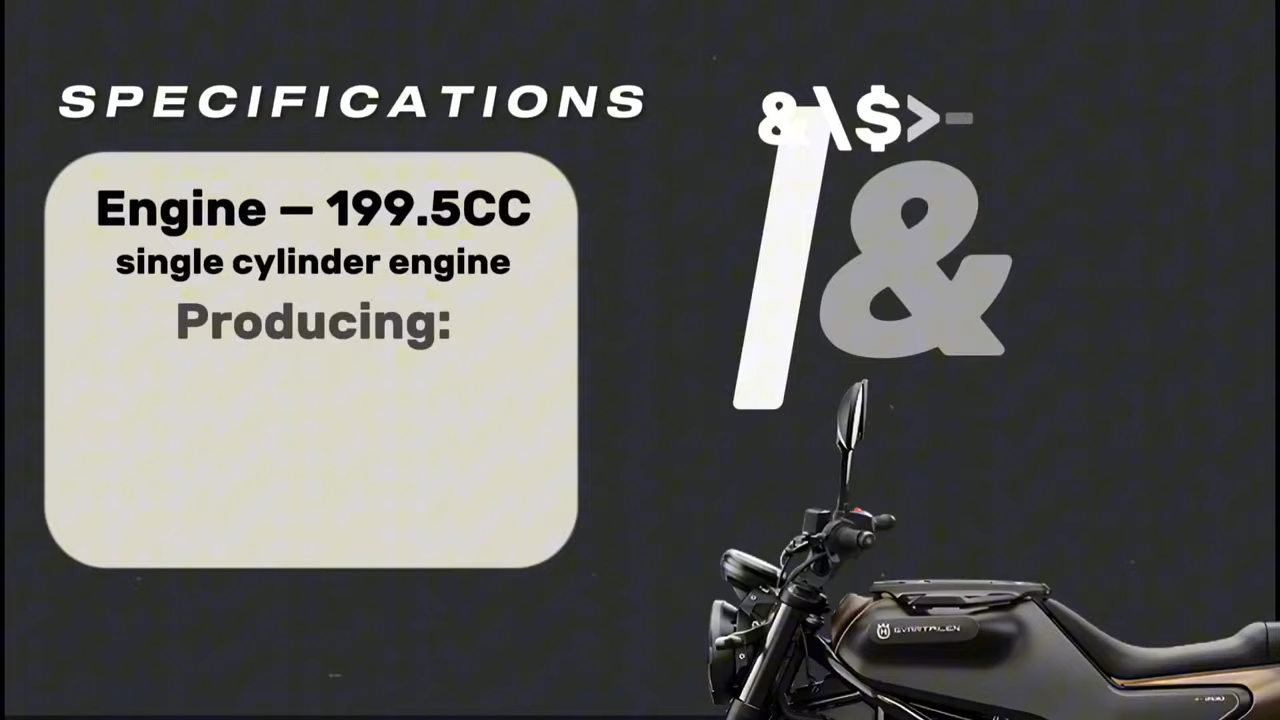 SPECIFICATIONS
Engine — 199.5CC
single cylinder engine
Producing:
&\$>-
/&